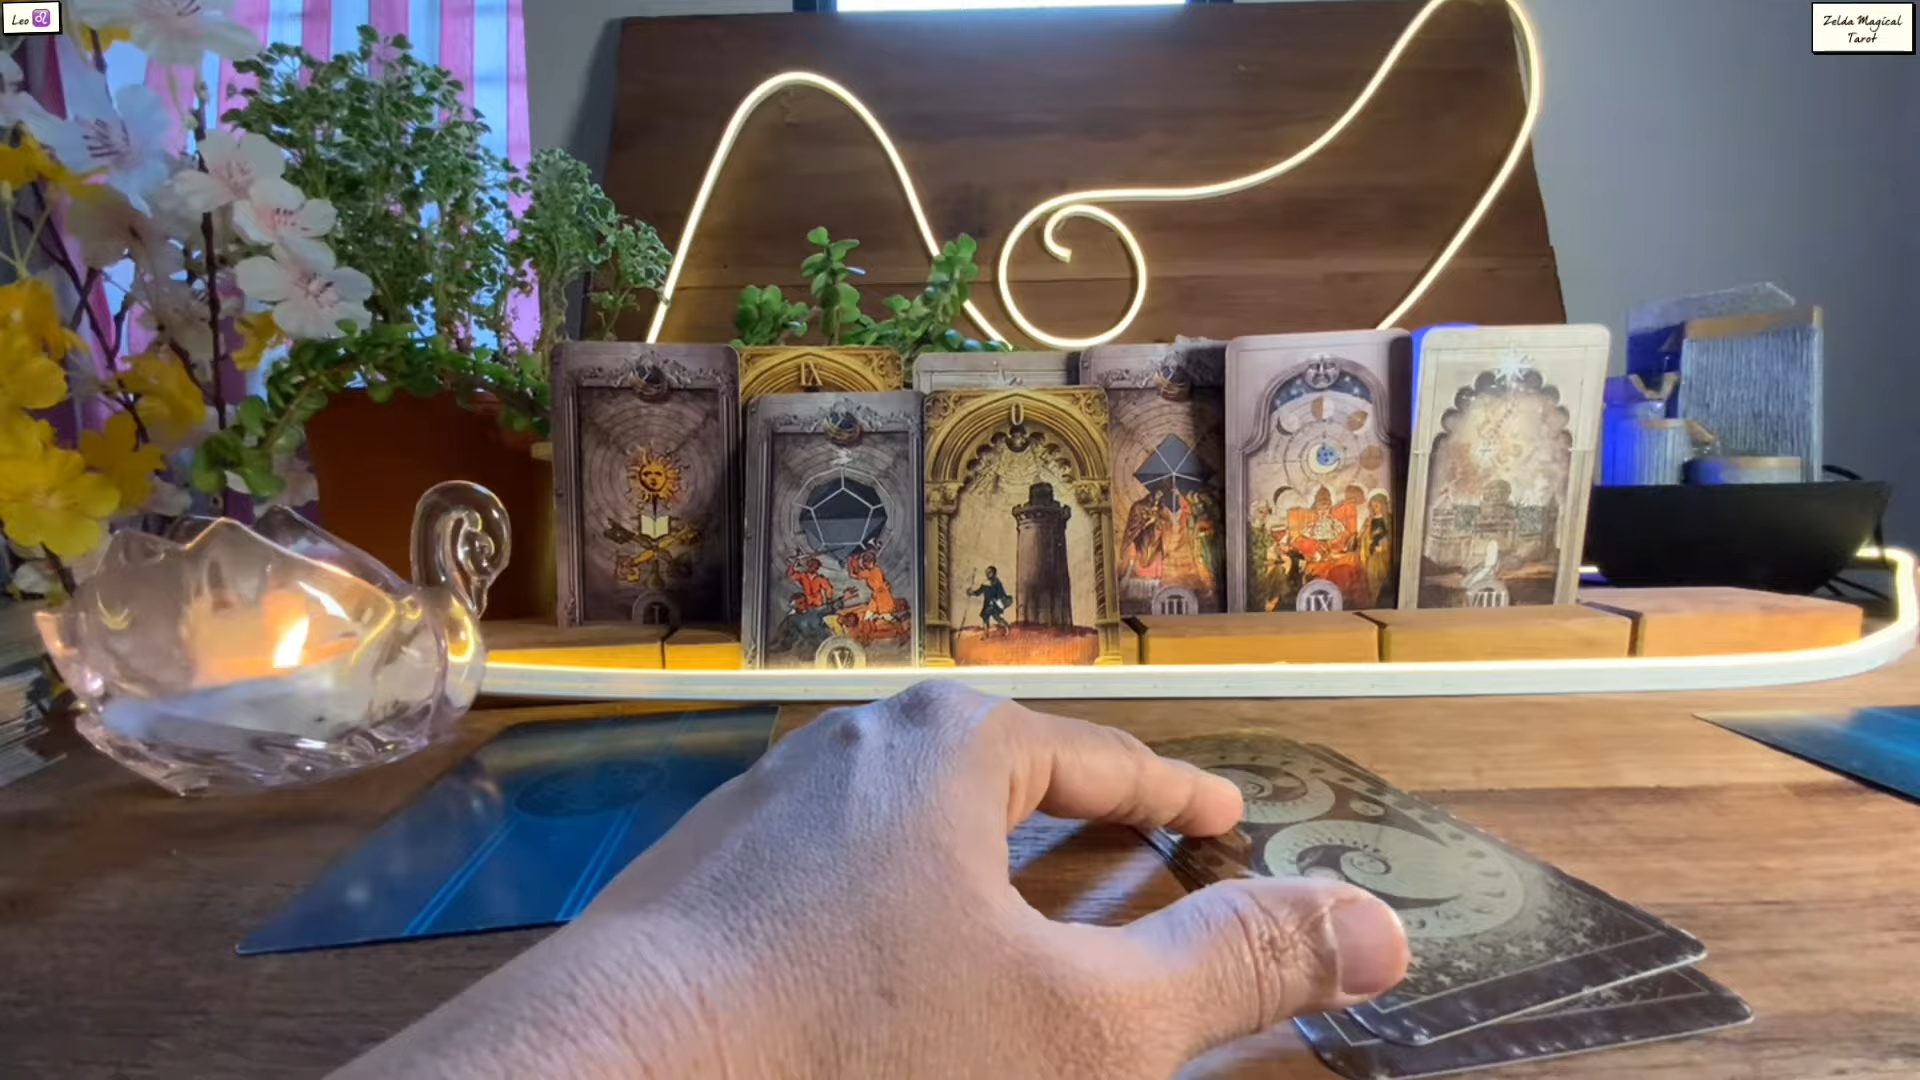 Leo ♌
Zelda Magical
Tarot
IX
0
I
V
III
IX
VII